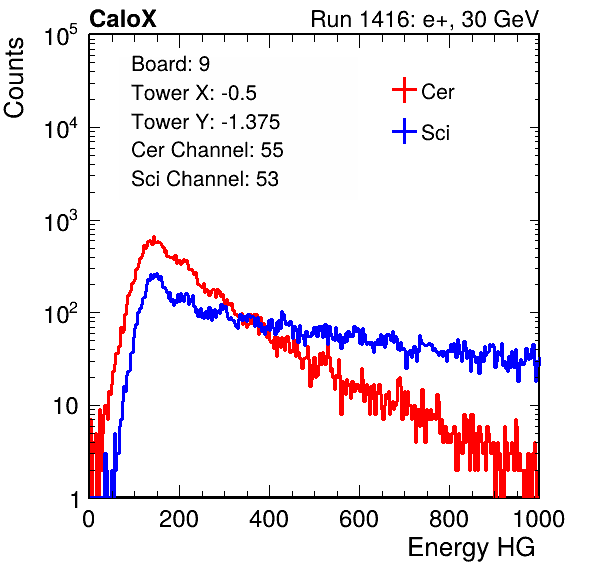 CaloX Run 1416: e+, 30 GeV
Counts
Board: 9
Tower X: -0.5
Tower Y: -1.375
Cer Channel: 55
Sci Channel: 53
Cer
Sci
10^5
10^4
10^3
10^2
10
1
0 200 400 600 800 1000
Energy HG